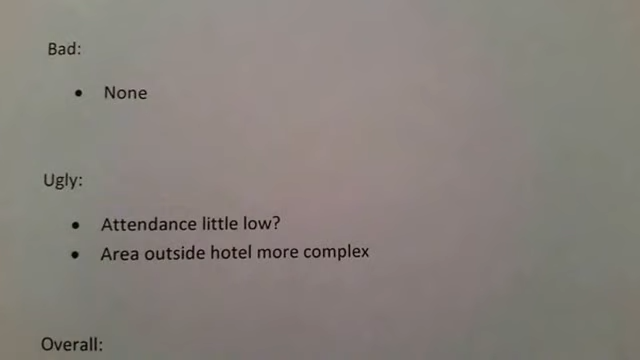 Bad:
• None
Ugly:
• Attendance little low?
• Area outside hotel more complex
Overall: